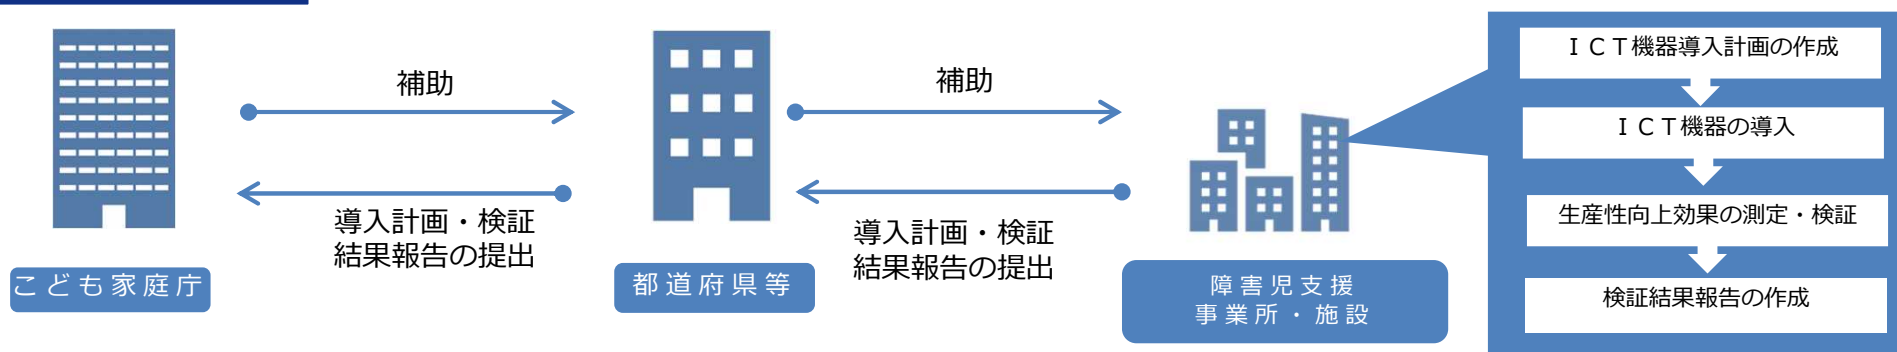 補助
導入計画・検証
結果報告の提出
こども家庭庁
補助
導入計画・検証
結果報告の提出
都道府県等
障害児支援
事業所・施設
ＩＣＴ機器導入計画の作成
ＩＣＴ機器の導入
生産性向上効果の測定・検証
検証結果報告の作成